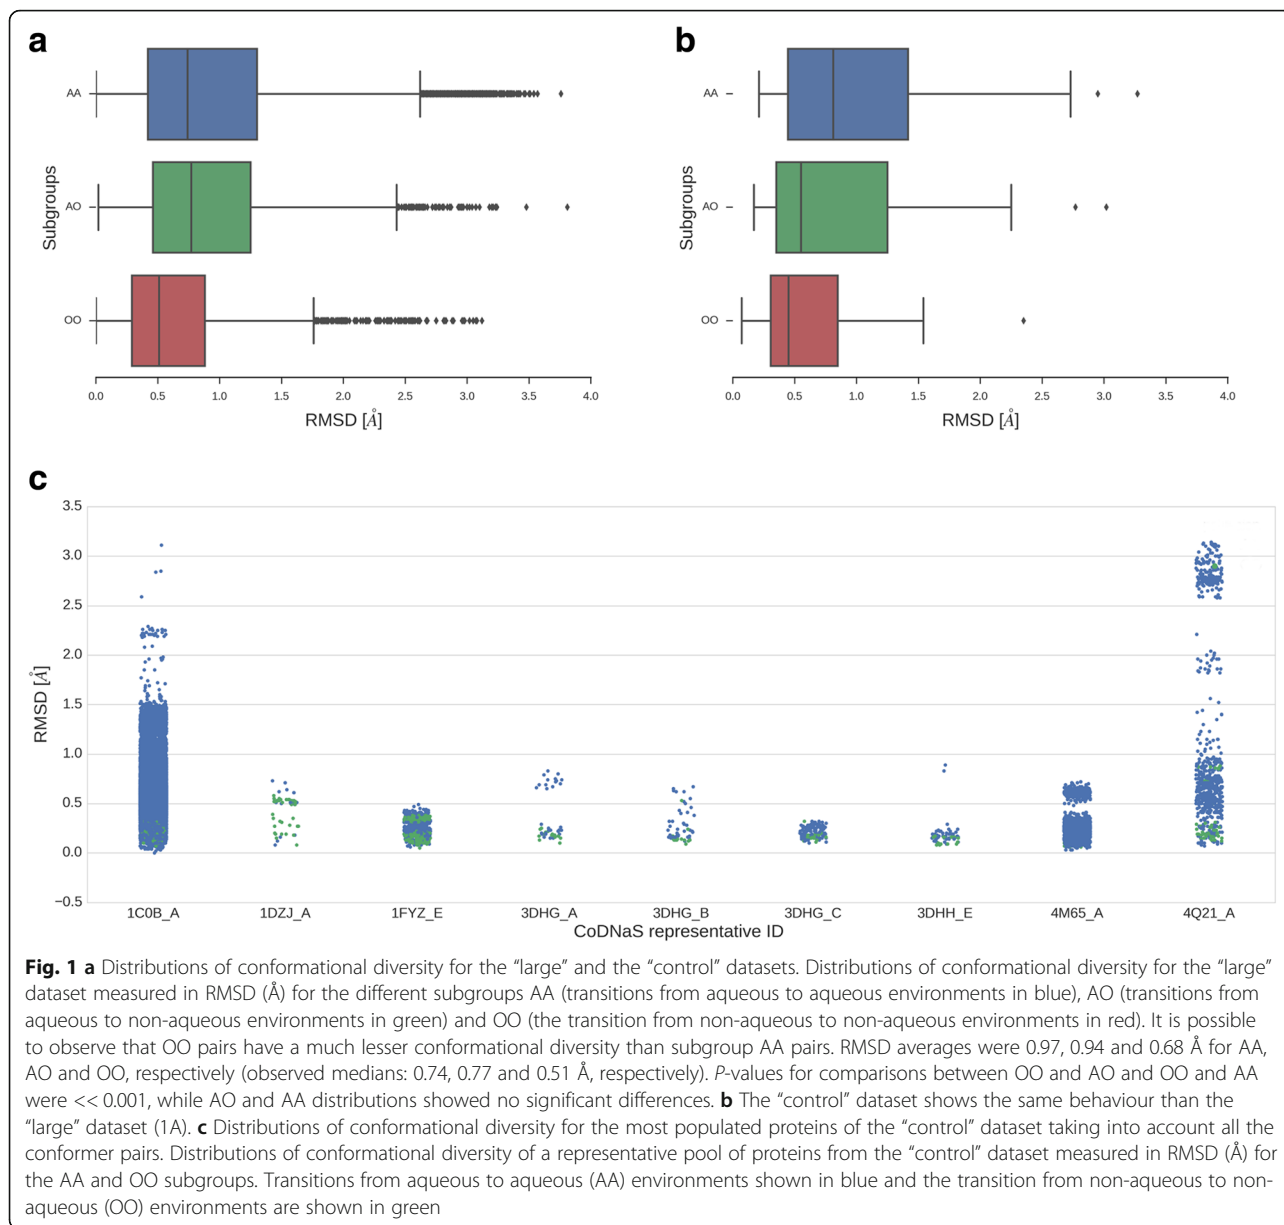 a
AA
AO
OO
Subgroups
0.0 0.5 1.0 1.5 2.0 2.5 3.0 3.5 4.0
RMSD [Å]
b
AA
AO
OO
Subgroups
0.0 0.5 1.0 1.5 2.0 2.5 3.0 3.5 4.0
RMSD [Å]
c
3.5
3.0
2.5
2.0
1.5
1.0
0.5
0.0
−0.5
RMSD [Å]
1C0B_A 1DZJ_A 1FYZ_E 3DHG_A 3DHG_B 3DHG_C 3DHH_E 4M65_A 4Q21_A
CoDNaS representative ID
Fig. 1 a Distributions of conformational diversity for the “large” and the “control” datasets. Distributions of conformational diversity for the “large”
dataset measured in RMSD (Å) for the different subgroups AA (transitions from aqueous to aqueous environments in blue), AO (transitions from
aqueous to non-aqueous environments in green) and OO (the transition from non-aqueous to non-aqueous environments in red). It is possible
to observe that OO pairs have a much lesser conformational diversity than subgroup AA pairs. RMSD averages were 0.97, 0.94 and 0.68 Å for AA,
AO and OO, respectively (observed medians: 0.74, 0.77 and 0.51 Å, respectively). P-values for comparisons between OO and AO and OO and AA
were << 0.001, while AO and AA distributions showed no significant differences. b The “control” dataset shows the same behaviour than the
“large” dataset (1A). c Distributions of conformational diversity for the most populated proteins of the “control” dataset taking into account all the
conformer pairs. Distributions of conformational diversity of a representative pool of proteins from the “control” dataset measured in RMSD (Å) for
the AA and OO subgroups. Transitions from aqueous to aqueous (AA) environments shown in blue and the transition from non-aqueous to non-
aqueous (OO) environments are shown in green